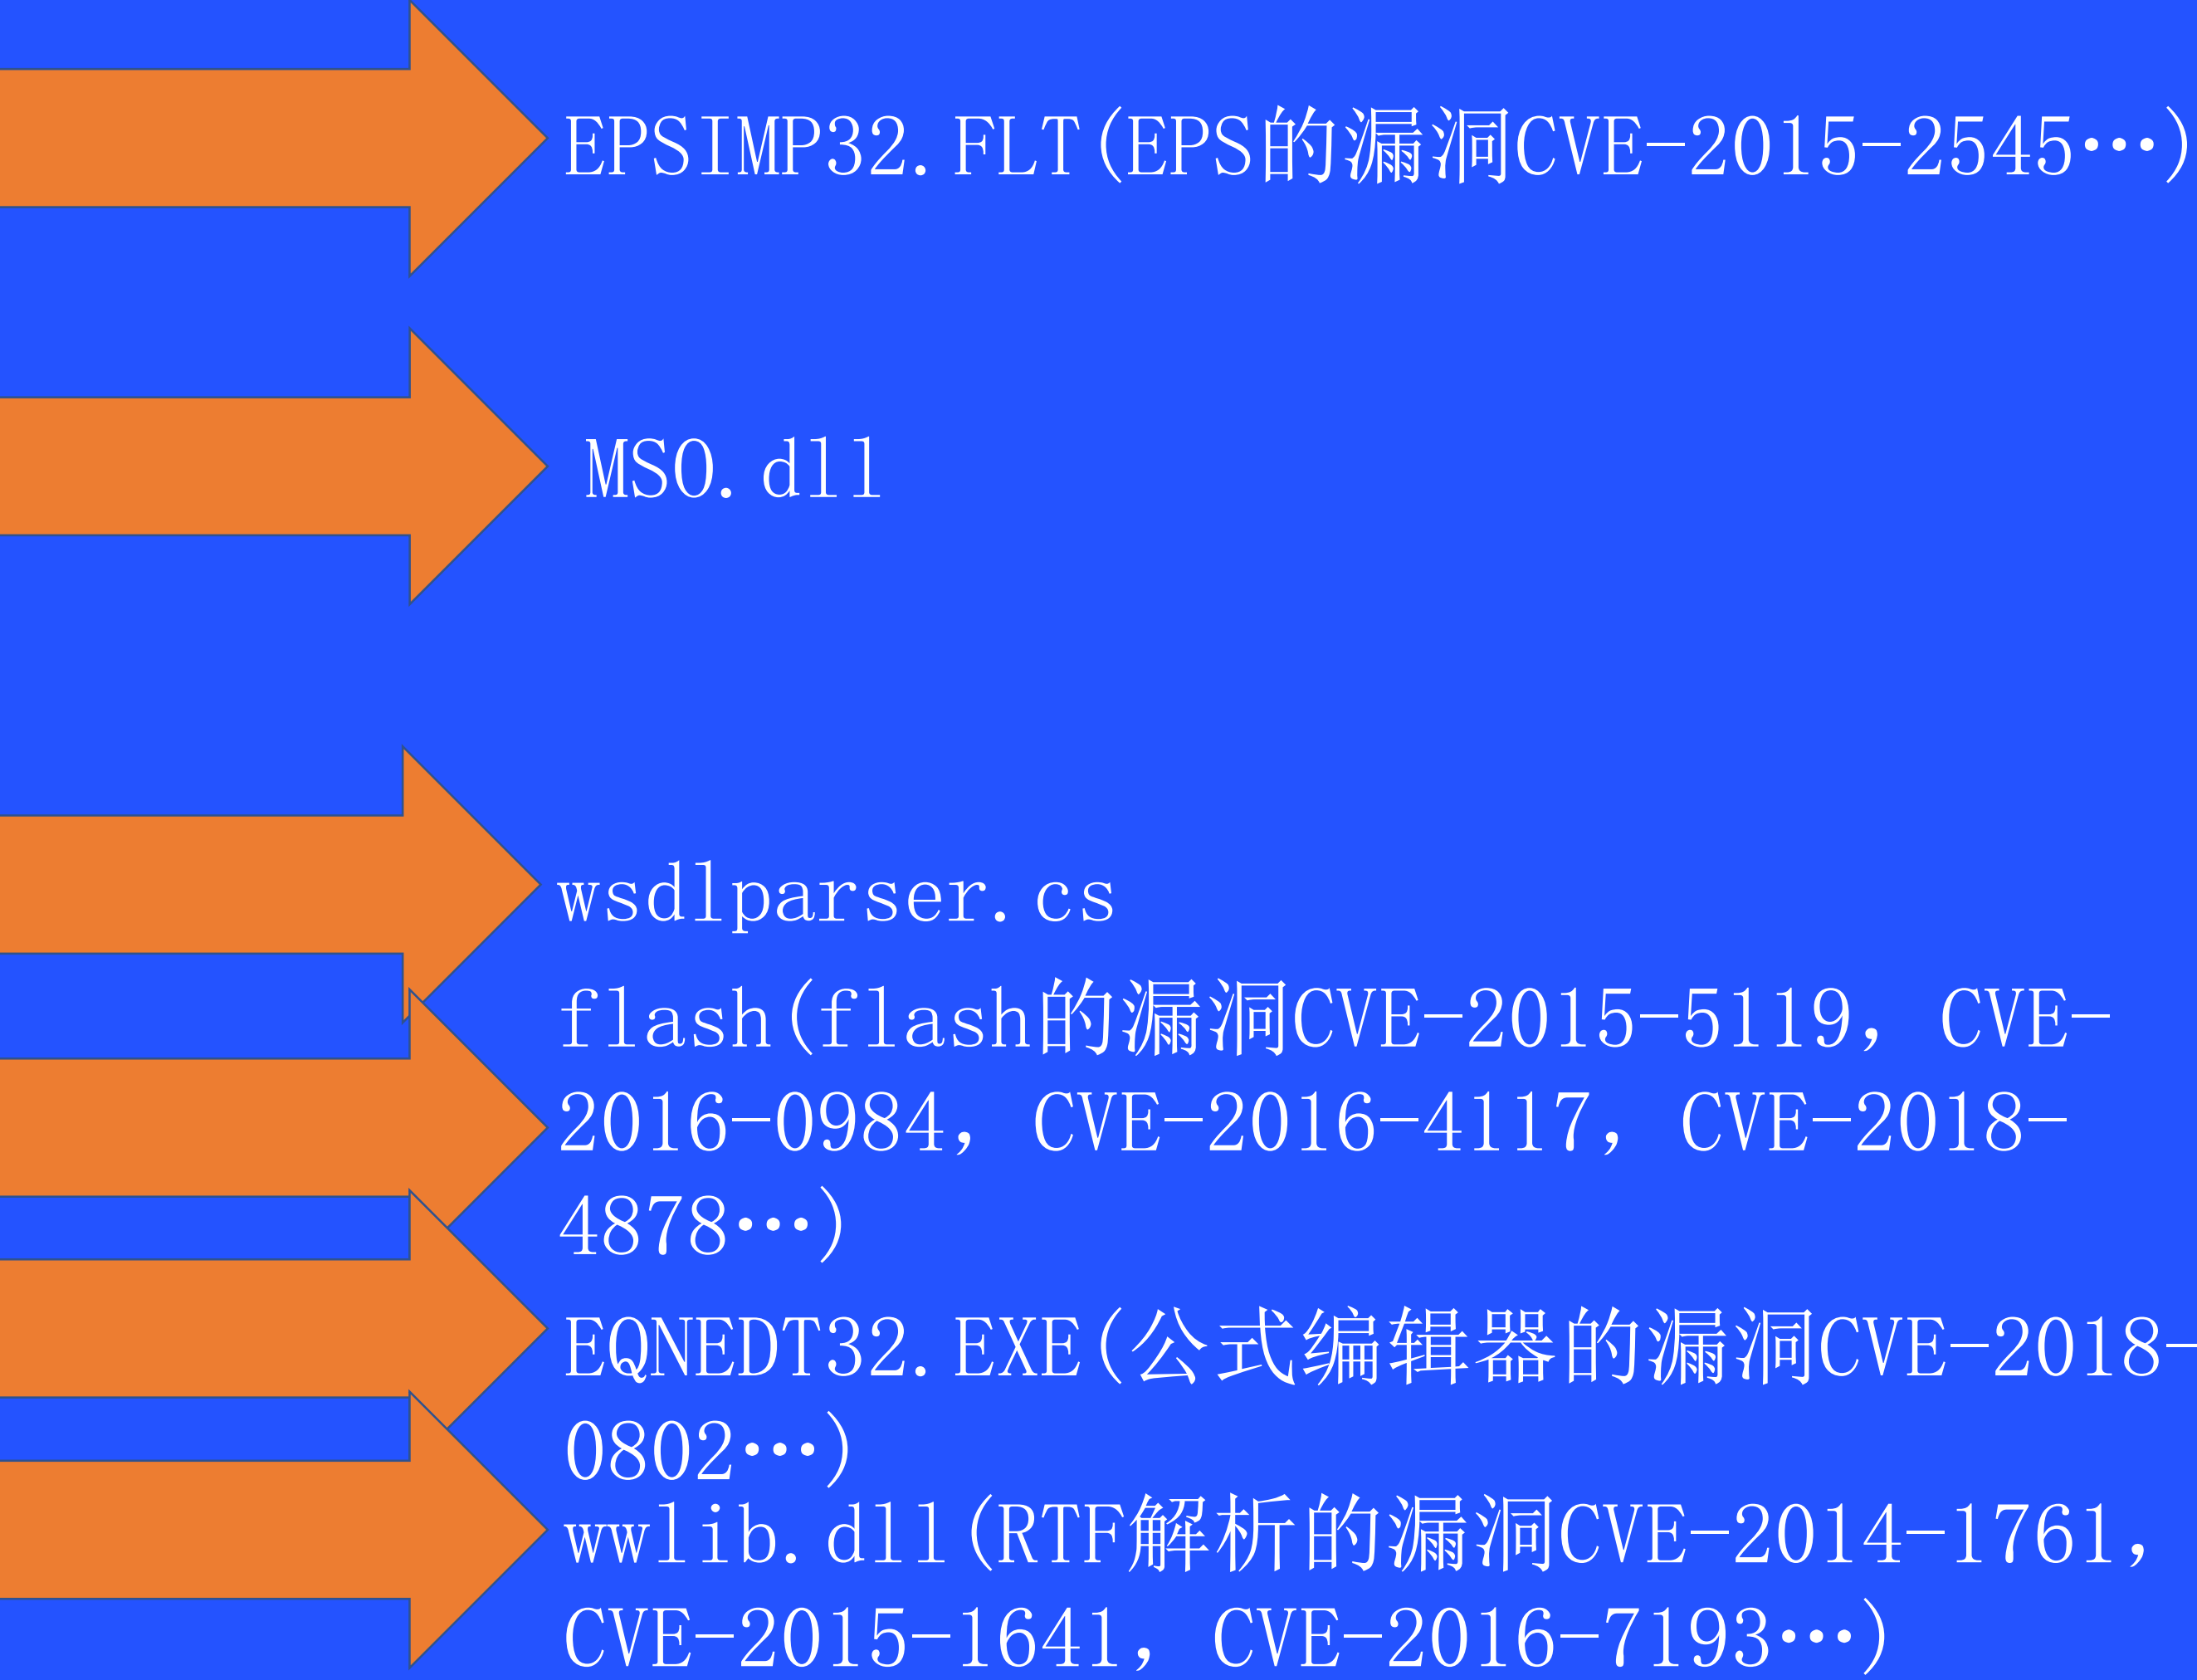 EPSIMP32.FLT(EPS的漏洞CVE-2015-2545…)
MSO.dll
wsdlparser.cs
flash(flash的漏洞CVE-2015-5119, CVE-
2016-0984, CVE-2016-4117, CVE-2018-
4878…)
EQNEDT32.EXE(公式编辑器的漏洞CVE-2018-
0802…)
wwlib.dll(RTF解析的漏洞CVE-2014-1761,
CVE-2015-1641, CVE-2016-7193…)